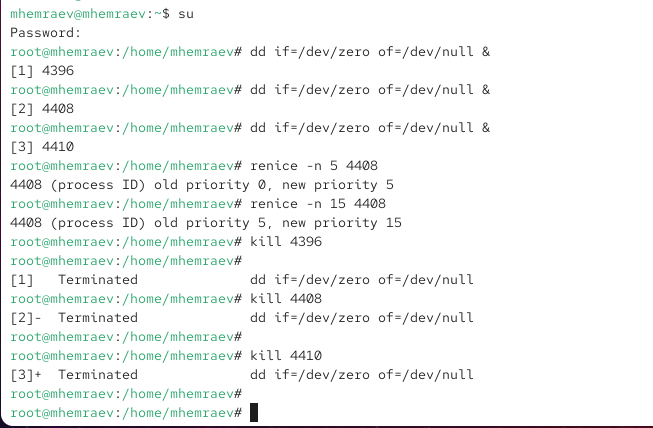 mhemraev@mhemraev:~$ su
Password:
root@mhemraev:/home/mhemraev# dd if=/dev/zero of=/dev/null &
[1] 4396
root@mhemraev:/home/mhemraev# dd if=/dev/zero of=/dev/null &
[2] 4408
root@mhemraev:/home/mhemraev# dd if=/dev/zero of=/dev/null &
[3] 4410
root@mhemraev:/home/mhemraev# renice -n 5 4408
4408 (process ID) old priority 0, new priority 5
root@mhemraev:/home/mhemraev# renice -n 15 4408
4408 (process ID) old priority 5, new priority 15
root@mhemraev:/home/mhemraev# kill 4396
root@mhemraev:/home/mhemraev#
[1]   Terminated              dd if=/dev/zero of=/dev/null
root@mhemraev:/home/mhemraev# kill 4408
[2]-  Terminated              dd if=/dev/zero of=/dev/null
root@mhemraev:/home/mhemraev#
root@mhemraev:/home/mhemraev# kill 4410
[3]+  Terminated              dd if=/dev/zero of=/dev/null
root@mhemraev:/home/mhemraev#
root@mhemraev:/home/mhemraev#